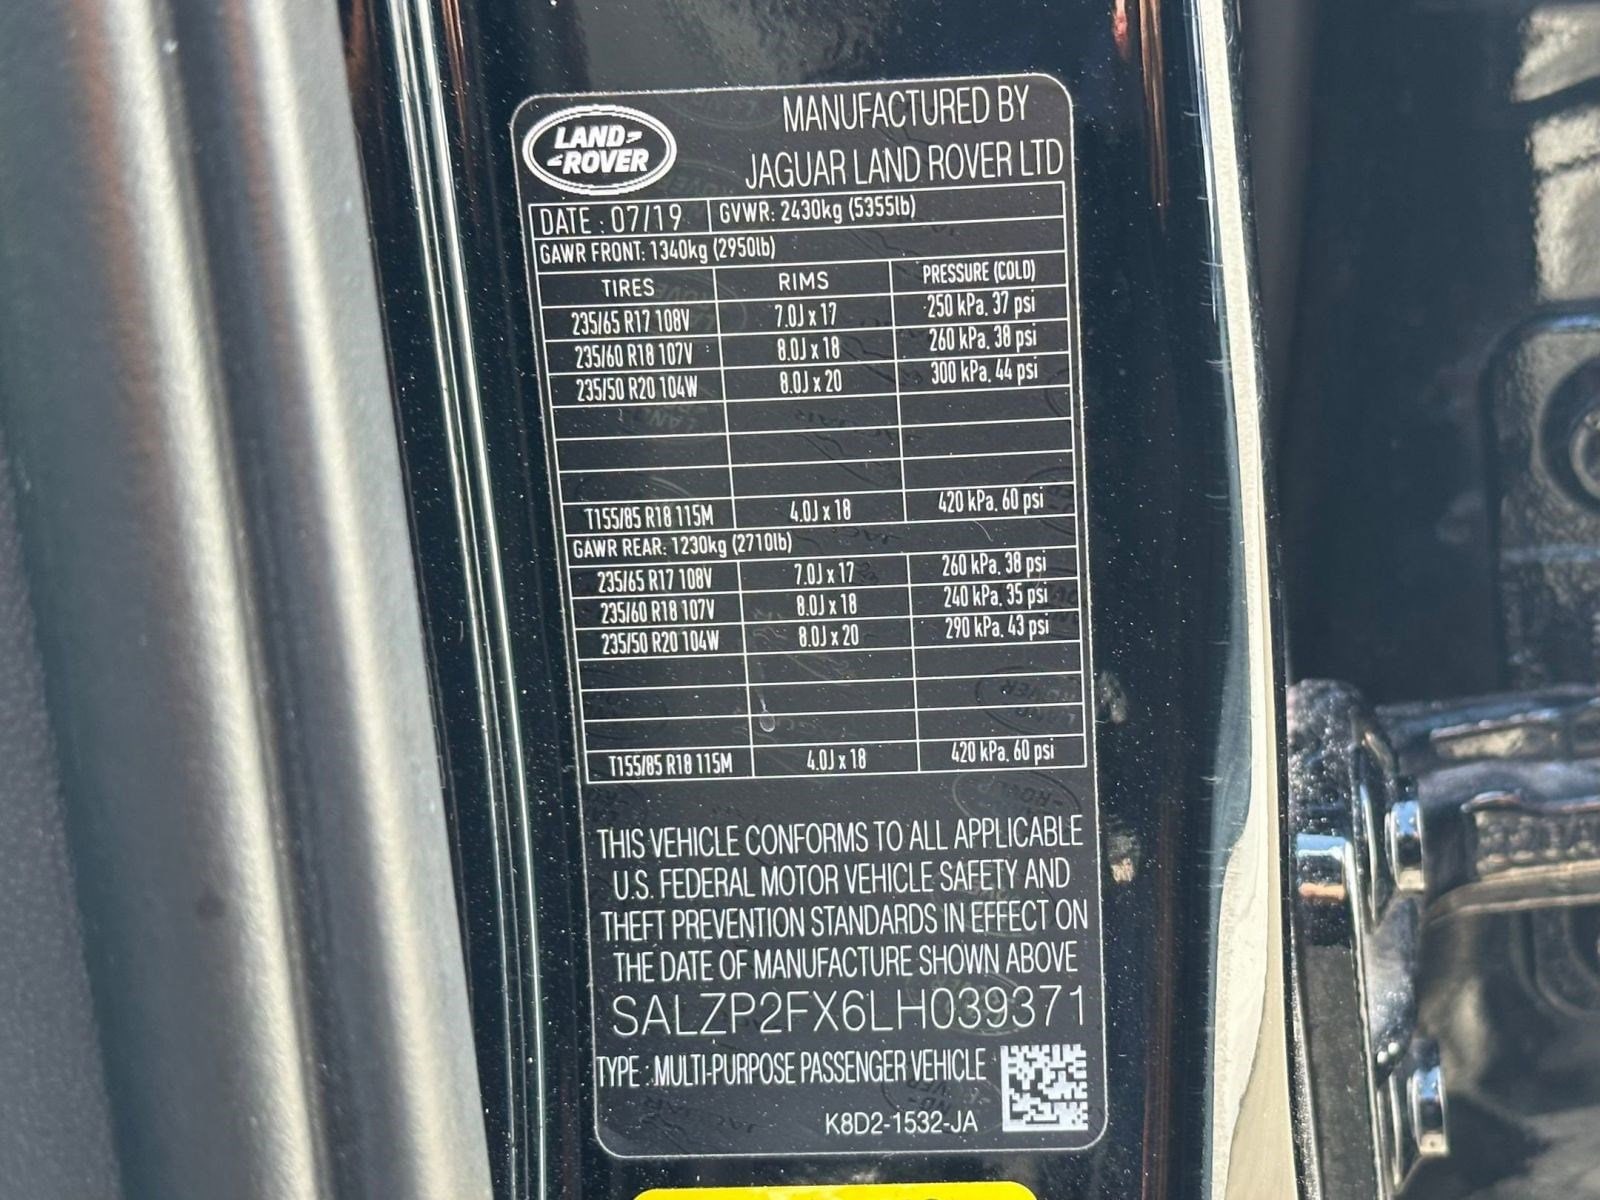 LAND
ROVER
MANUFACTURED BY
JAGUAR LAND ROVER LTD
DATE : 07/19 GVWR: 2430kg (5355lb)
GAWR FRONT: 1340kg (2950lb)
TIRES RIMS PRESSURE (COLD)
235/65 R17 108V 7.0J x 17 250 kPa, 37 psi
235/60 R18 107V 8.0J x 18 260 kPa, 38 psi
235/50 R20 104W 8.0J x 20 300 kPa, 44 psi
T155/85 R18 115M 4.0J x 18 420 kPa, 60 psi
GAWR REAR: 1230kg (2710lb)
235/65 R17 108V 7.0J x 17 260 kPa, 38 psi
235/60 R18 107V 8.0J x 18 240 kPa, 35 psi
235/50 R20 104W 8.0J x 20 290 kPa, 43 psi
T155/85 R18 115M 4.0J x 18 420 kPa, 60 psi
THIS VEHICLE CONFORMS TO ALL APPLICABLE
U.S. FEDERAL MOTOR VEHICLE SAFETY AND
THEFT PREVENTION STANDARDS IN EFFECT ON
THE DATE OF MANUFACTURE SHOWN ABOVE
SALZP2FX6LH039371
TYPE : MULTI-PURPOSE PASSENGER VEHICLE
K8D2-1532-JA